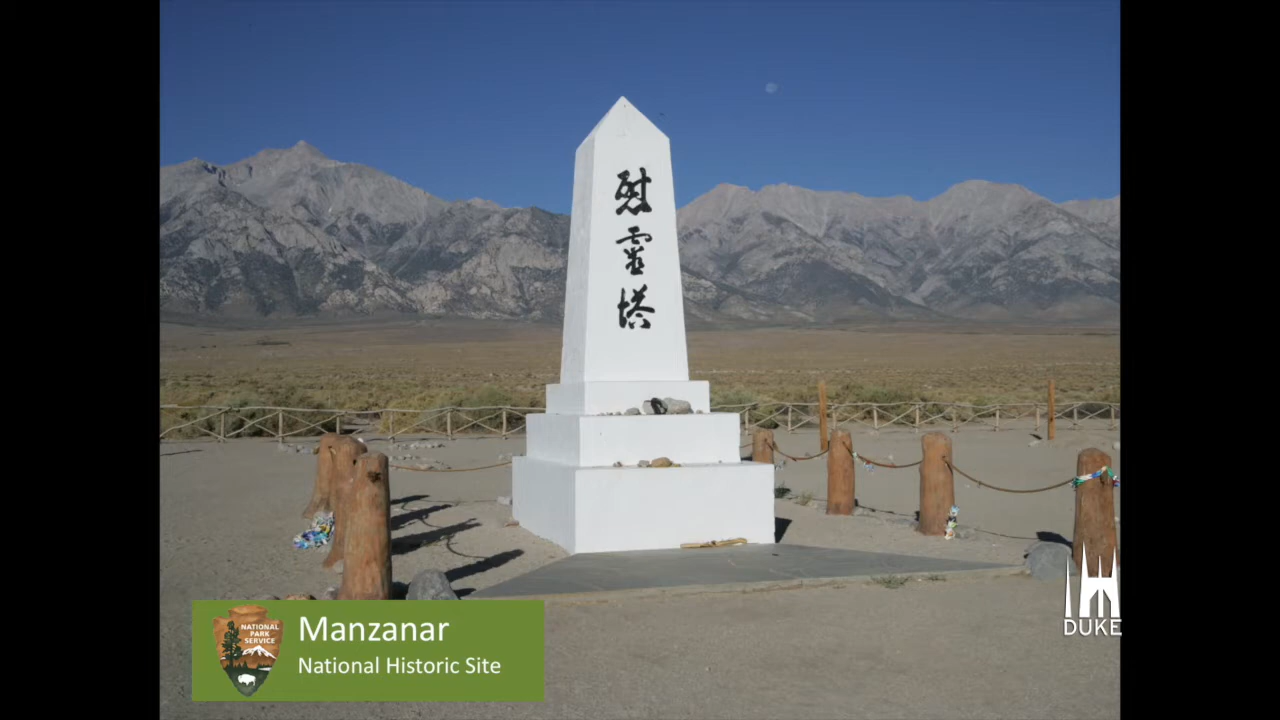 慰
霊
塔
NATIONAL
PARK
SERVICE
Manzanar
National Historic Site
DUKE